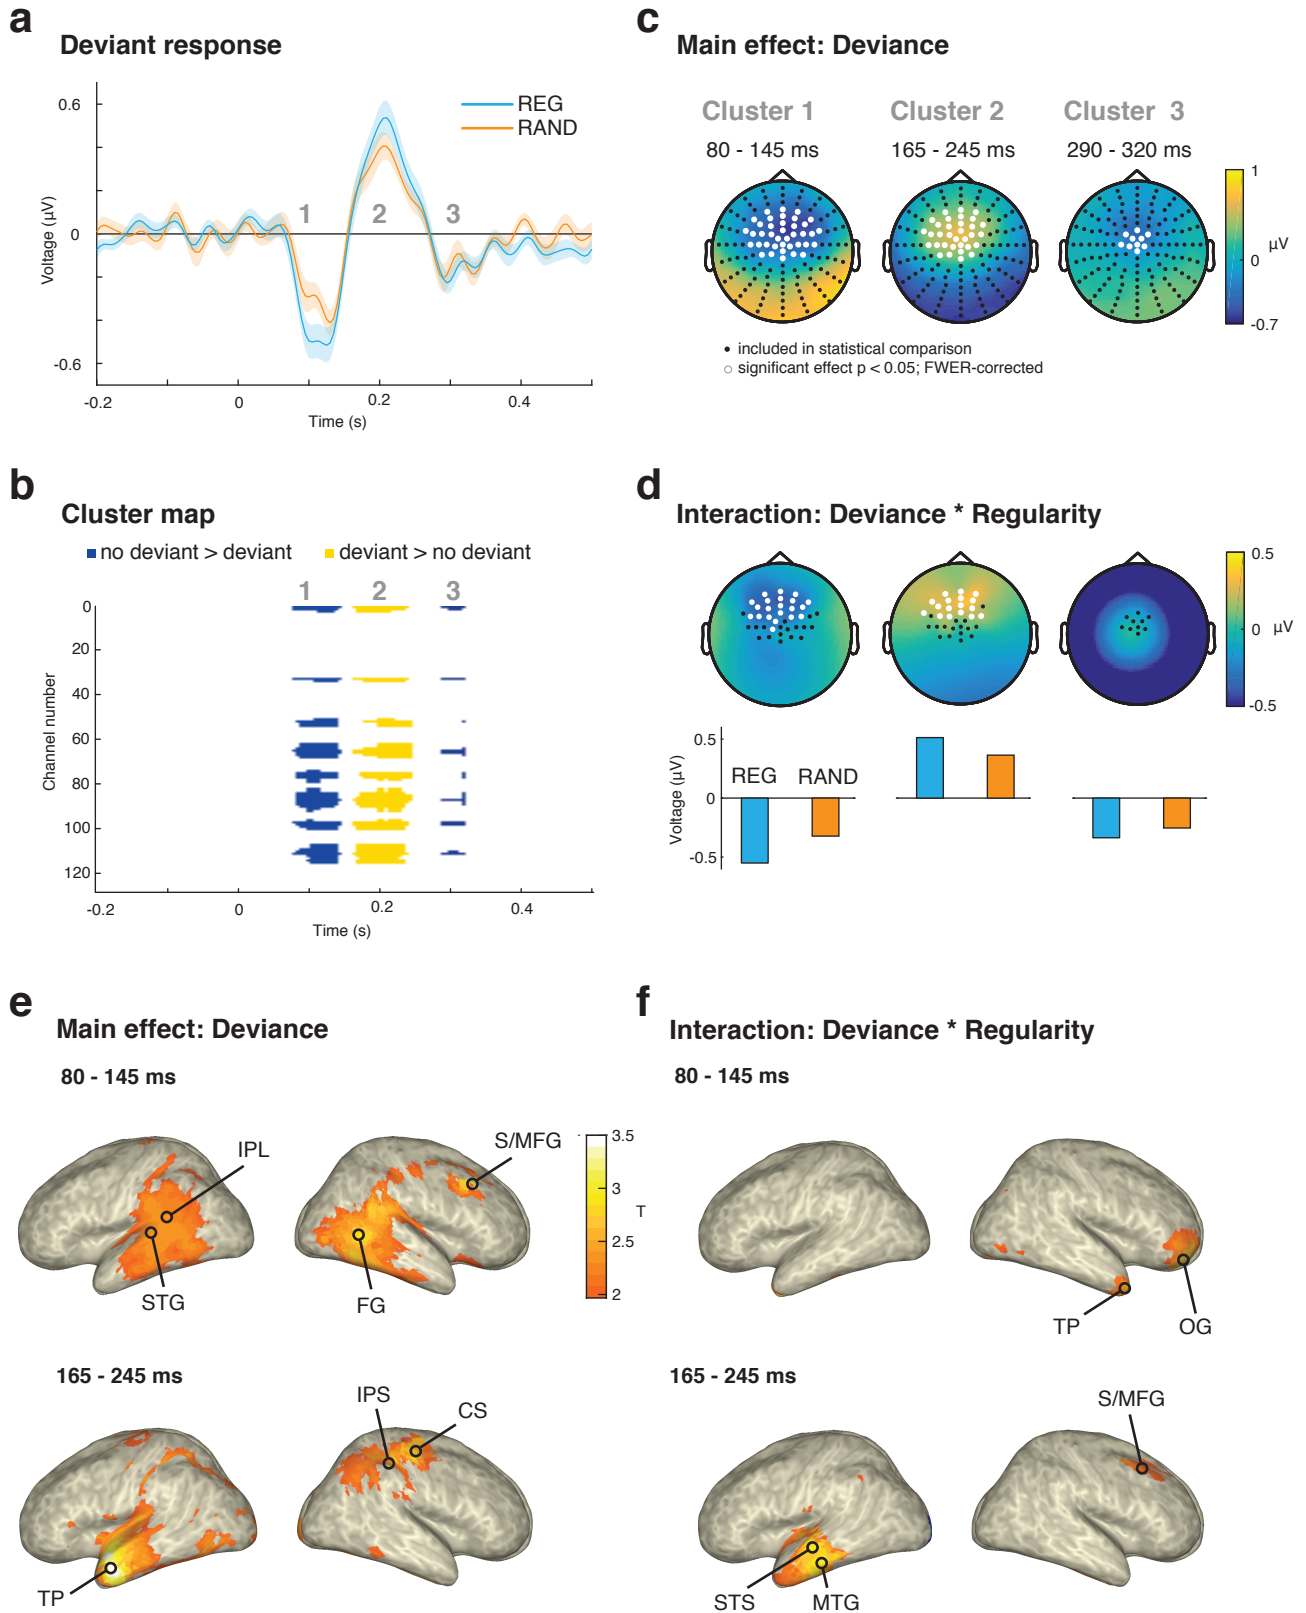 a
Deviant response
0.6
0
-0.6
Voltage (µV)
REG
RAND
1
2
3
-0.2
0
0.2
0.4
Time (s)
b
Cluster map
no deviant > deviant
deviant > no deviant
1
2
3
0
20
40
60
80
100
120
Channel number
-0.2
0
0.2
0.4
Time (s)
c
Main effect: Deviance
Cluster 1
Cluster 2
Cluster 3
80 - 145 ms
165 - 245 ms
290 - 320 ms
1
0
-0.7
µV
included in statistical comparison
significant effect p < 0.05; FWER-corrected
d
Interaction: Deviance * Regularity
0.5
0
-0.5
µV
0.5
0
-0.5
Voltage (µV)
REG
RAND
e
Main effect: Deviance
80 - 145 ms
IPL
STG
S/MFG
FG
3.5
3
2.5
2
T
165 - 245 ms
TP
IPS
CS
f
Interaction: Deviance * Regularity
80 - 145 ms
TP
OG
165 - 245 ms
STS
MTG
S/MFG